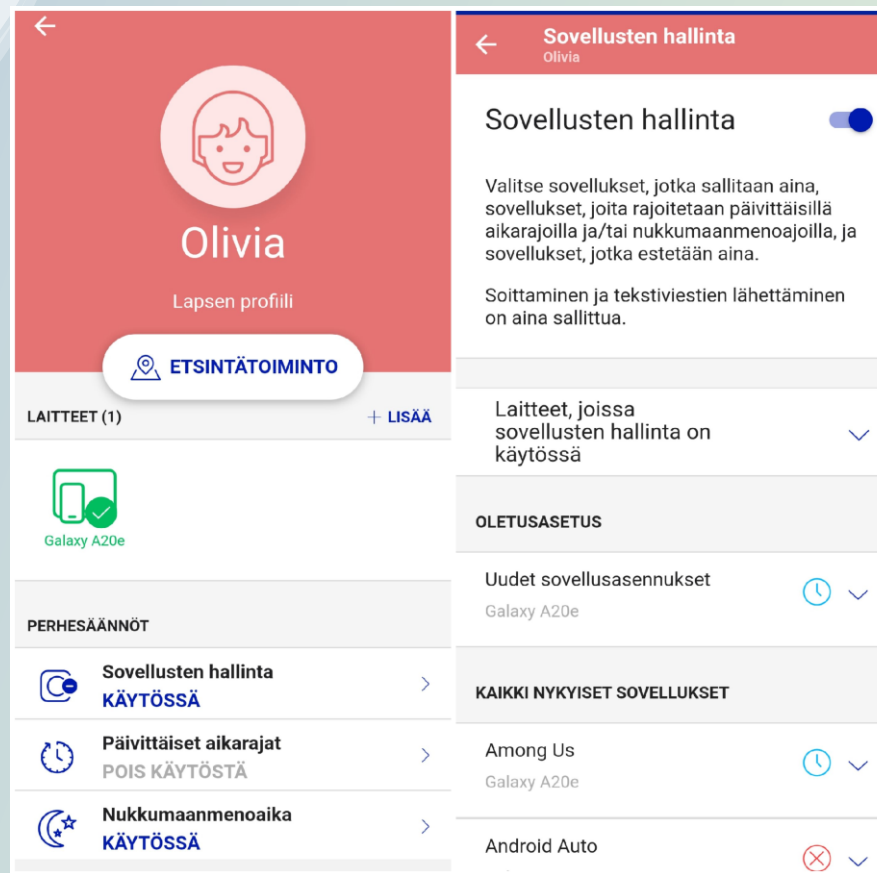 Olivia
Lapsen profiili
ETSINTÄTOIMINTO
LAITTEET (1)
+ LISÄÄ
Galaxy A20e
PERHESÄÄNNÖT
Sovellusten hallinta
KÄYTÖSSÄ
Päivittäiset aikarajat
POIS KÄYTÖSTÄ
Nukkumaanmenoaika
KÄYTÖSSÄ
Sovellusten hallinta
Olivia
Sovellusten hallinta
Valitse sovellukset, jotka sallitaan aina,
sovellukset, joita rajoitetaan päivittäisillä
aikarajoilla ja/tai nukkumaanmenoajoilla, ja
sovellukset, jotka estetään aina.
Soittaminen ja tekstiviestien lähettäminen
on aina sallittua.
Laitteet, joissa
sovellusten hallinta on
käytössä
OLETUSASETUS
Uudet sovellusasennukset
Galaxy A20e
KAIKKI NYKYISET SOVELLUKSET
Among Us
Galaxy A20e
Android Auto